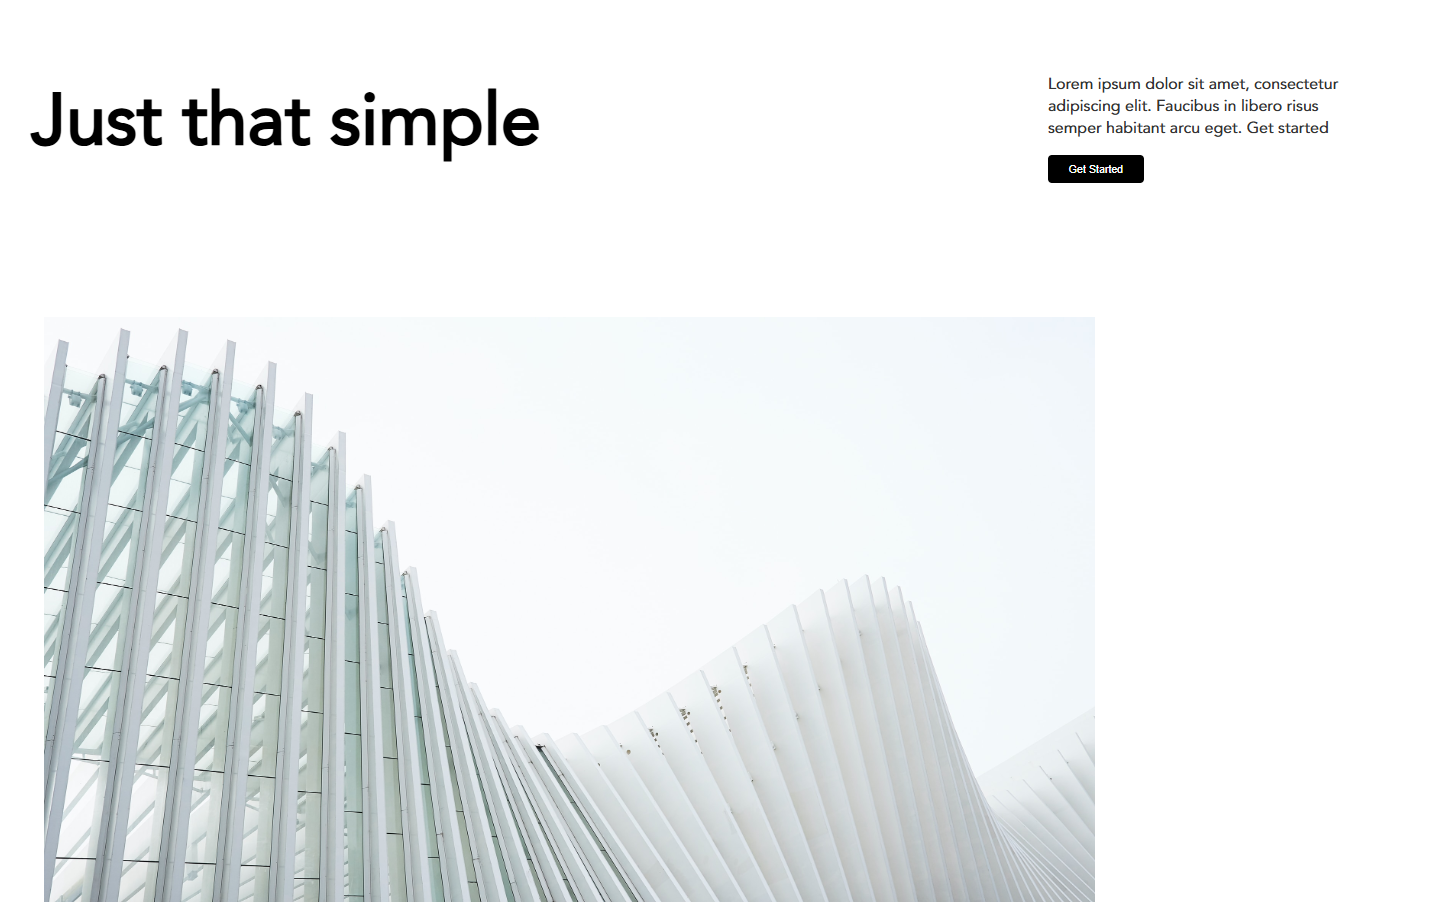 Just that simple
Lorem ipsum dolor sit amet, consectetur
adipiscing elit. Faucibus in libero risus
semper habitant arcu eget. Get started
Get Started